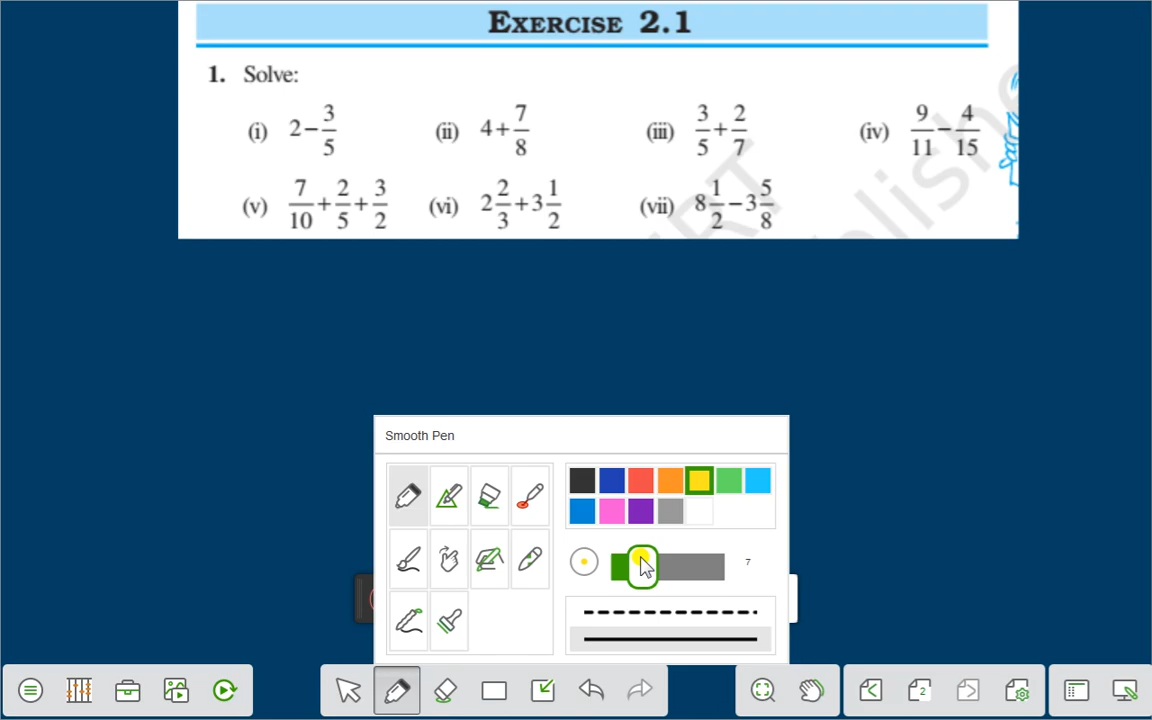 EXERCISE 2.1
1. Solve:
(i) 2−3/5 (ii) 4+7/8 (iii) 3/5+2/7 (iv) 9/11−4/15
(v) 7/10+2/5+3/2 (vi) 2 2/3+3 1/2 (vii) 8 1/2−3 5/8
Smooth Pen
7
2